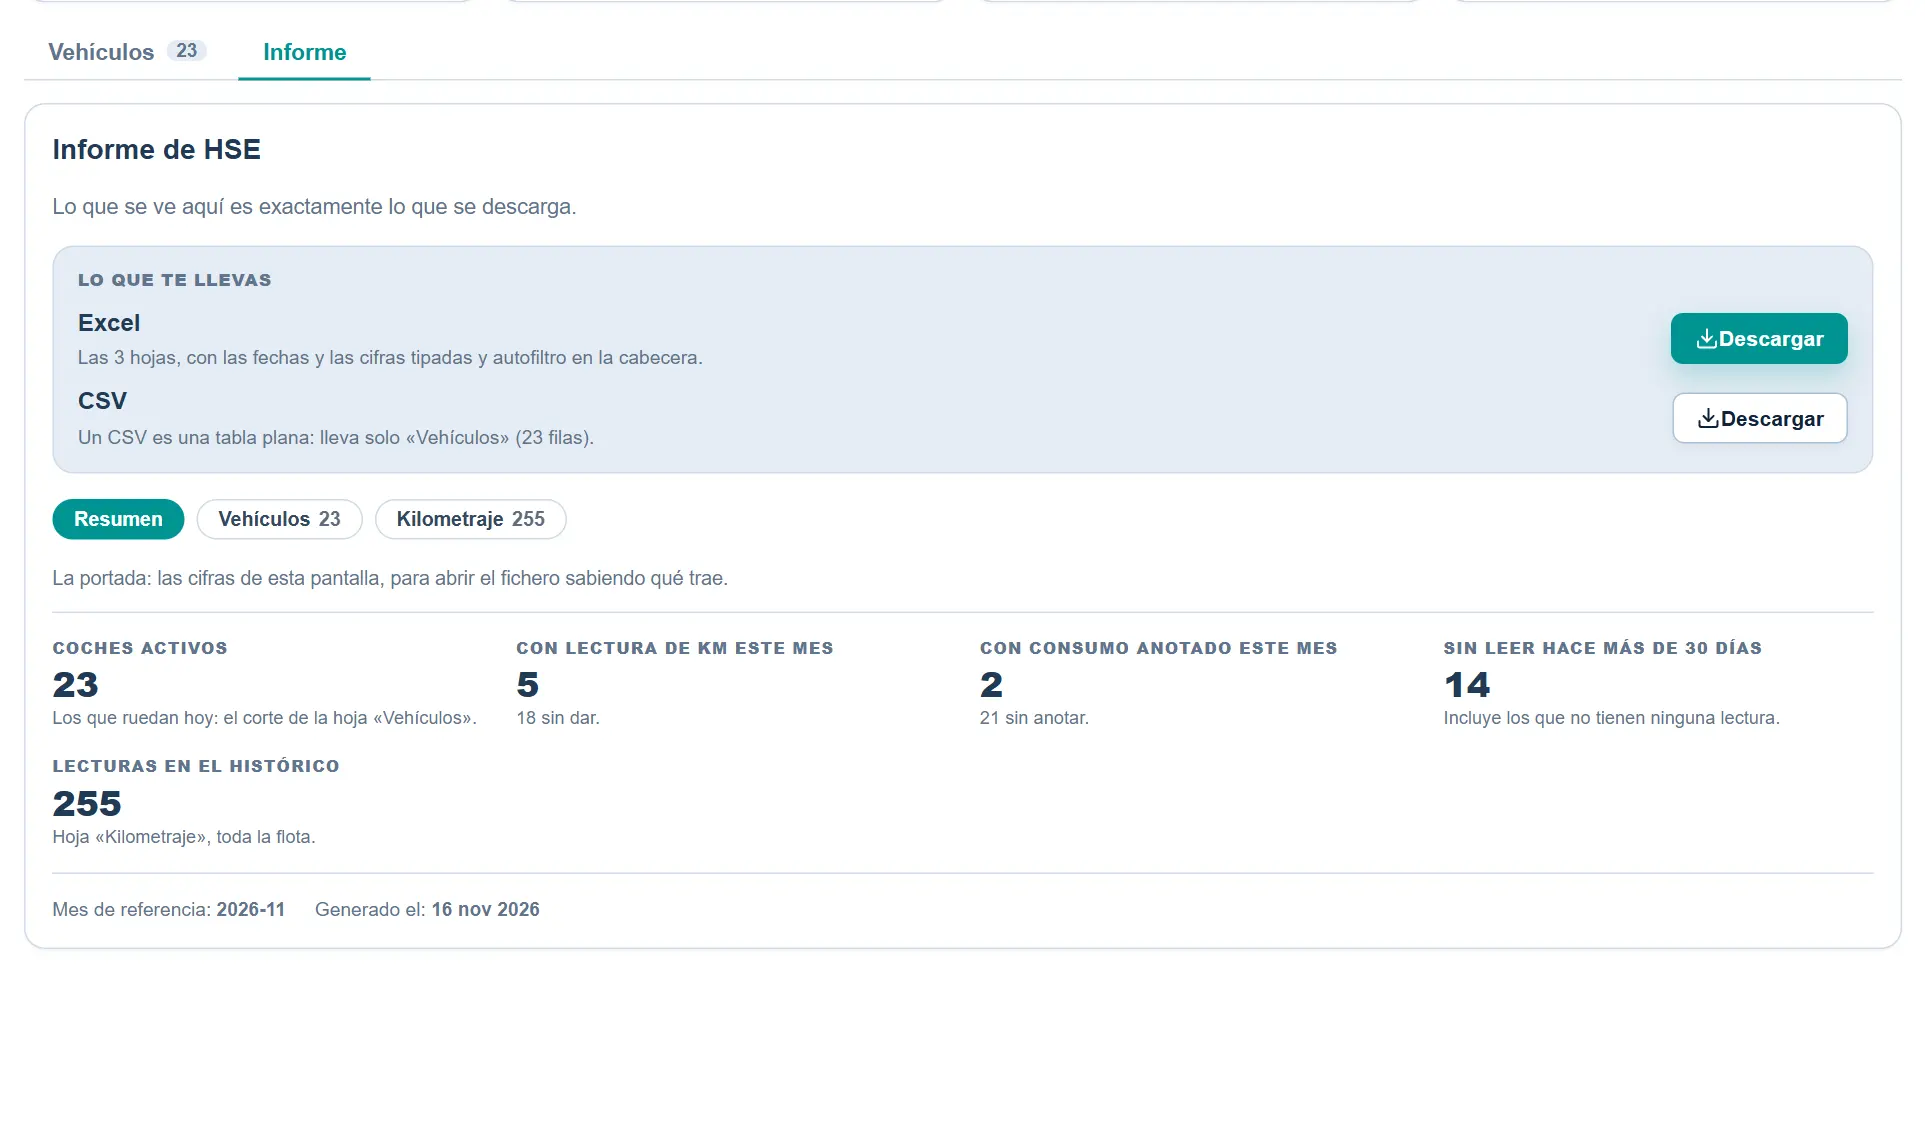 Vehículos 23 Informe
Informe de HSE
Lo que se ve aquí es exactamente lo que se descarga.
LO QUE TE LLEVAS
Excel
Las 3 hojas, con las fechas y las cifras tipadas y autofiltro en la cabecera.
Descargar
CSV
Un CSV es una tabla plana: lleva solo «Vehículos» (23 filas).
Descargar
Resumen Vehículos 23 Kilometraje 255
La portada: las cifras de esta pantalla, para abrir el fichero sabiendo qué trae.
COCHES ACTIVOS
23
Los que ruedan hoy: el corte de la hoja «Vehículos».
CON LECTURA DE KM ESTE MES
5
18 sin dar.
CON CONSUMO ANOTADO ESTE MES
2
21 sin anotar.
SIN LEER HACE MÁS DE 30 DÍAS
14
Incluye los que no tienen ninguna lectura.
LECTURAS EN EL HISTÓRICO
255
Hoja «Kilometraje», toda la flota.
Mes de referencia: 2026-11 Generado el: 16 nov 2026